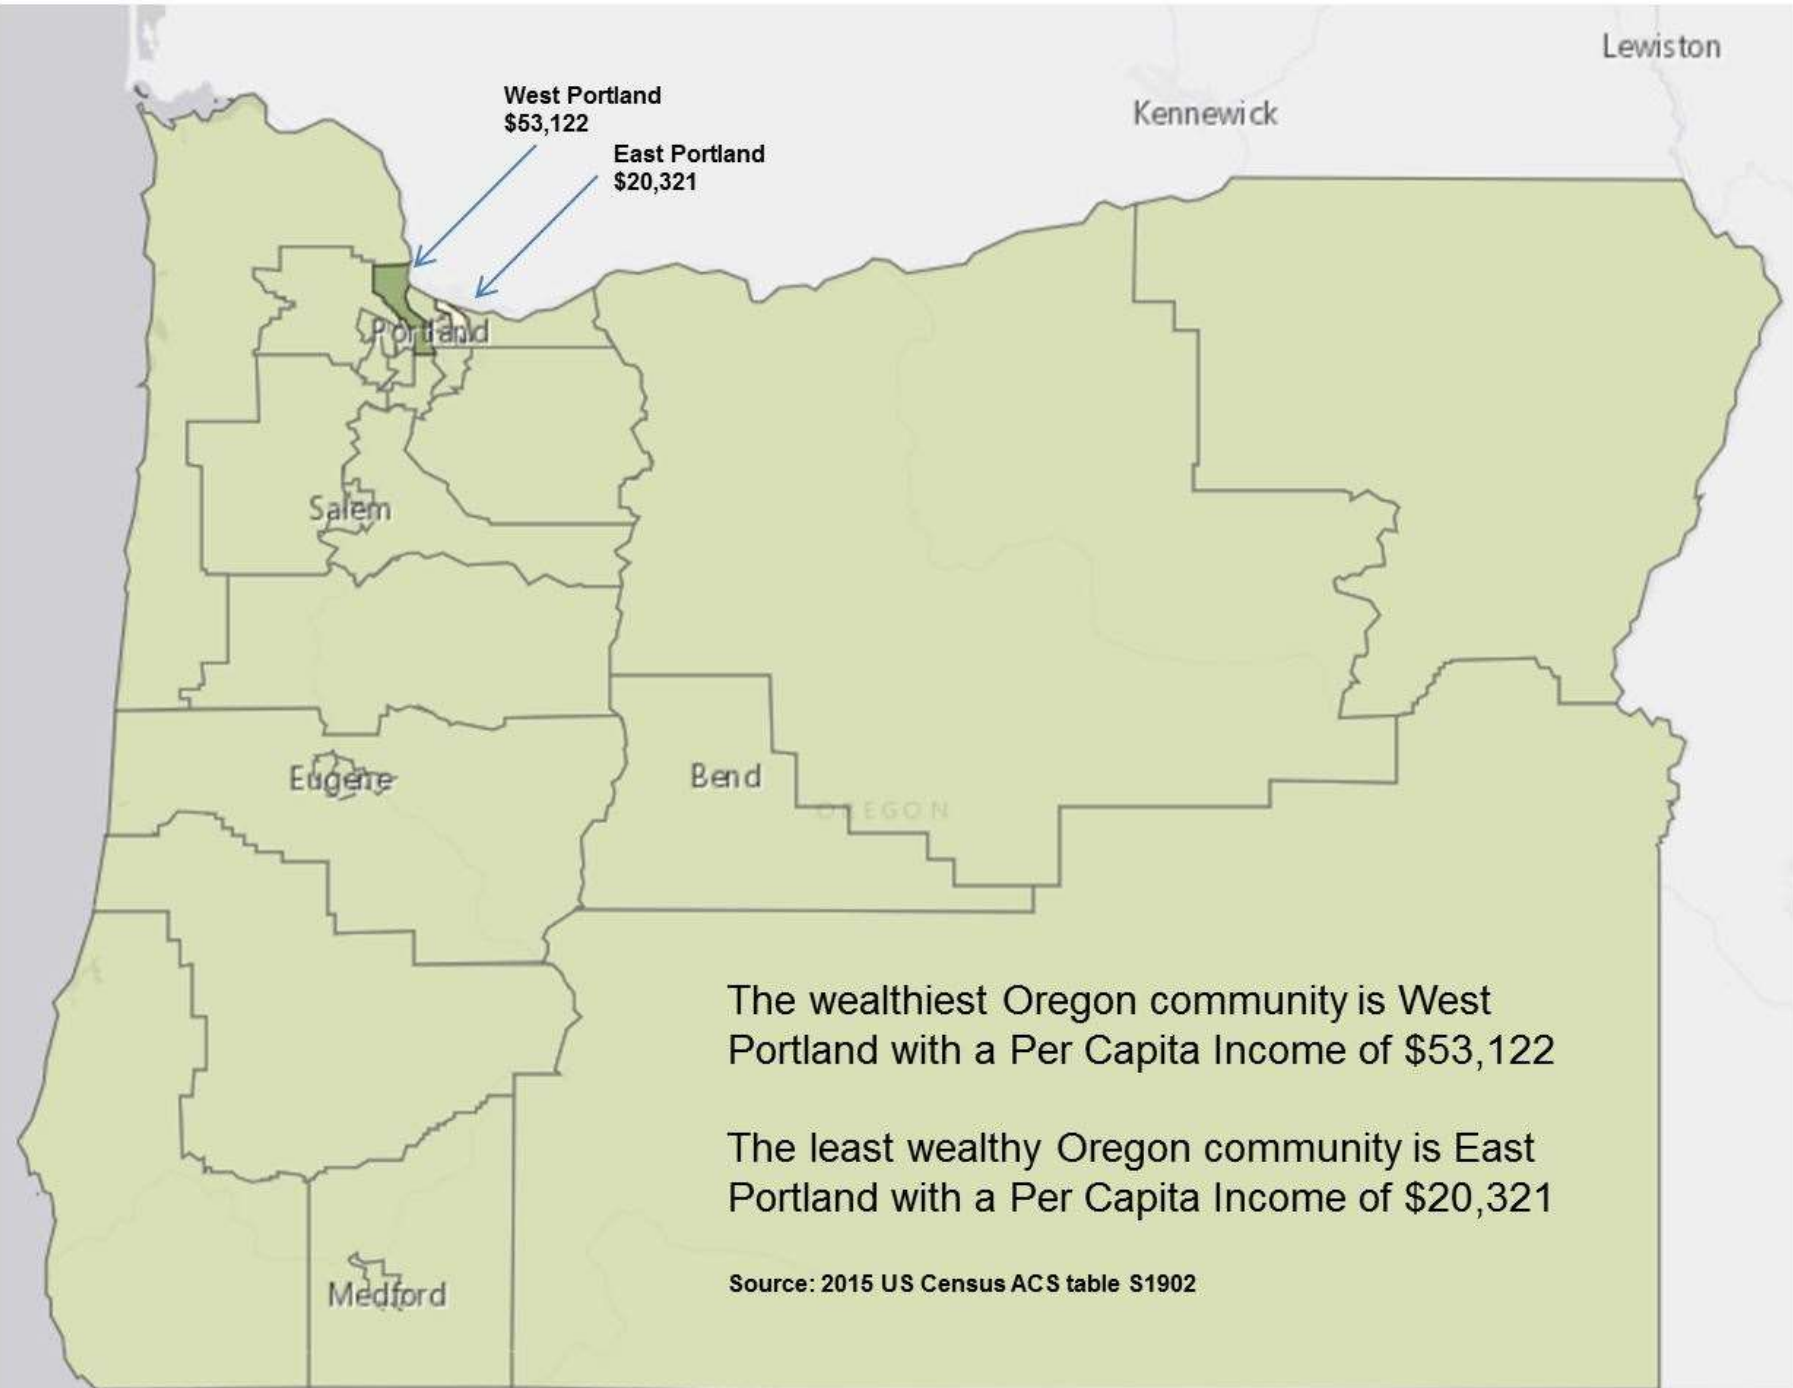 Lewiston
West Portland
$53,122
Kennewick
East Portland
$20,321
Portland
Salem
Eugene
Bend
OREGON
The wealthiest Oregon community is West
Portland with a Per Capita Income of $53,122
The least wealthy Oregon community is East
Portland with a Per Capita Income of $20,321
Source: 2015 US Census ACS table S1902
Medford